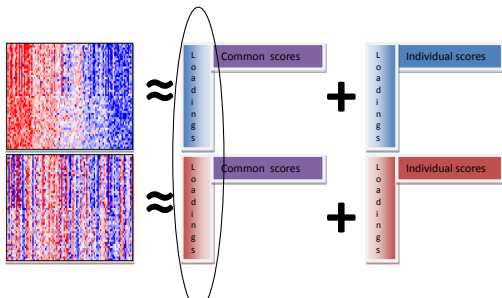 Loadings
Common scores
Loadings
Individual scores
≈
+
Loadings
Common scores
Loadings
Individual scores
≈
+